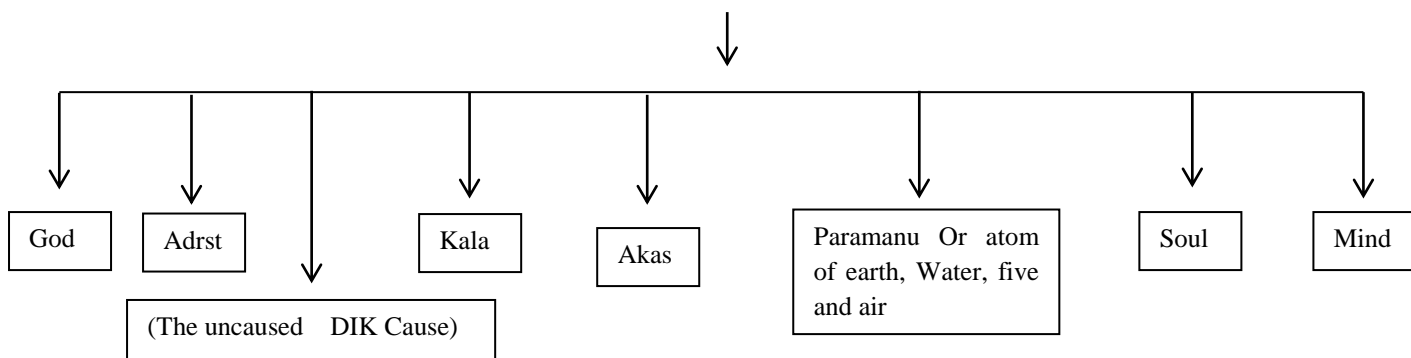 God
Adrst
(The uncaused DIK Cause)
Kala
Akas
Paramanu Or atom
of earth, Water, five
and air
Soul
Mind